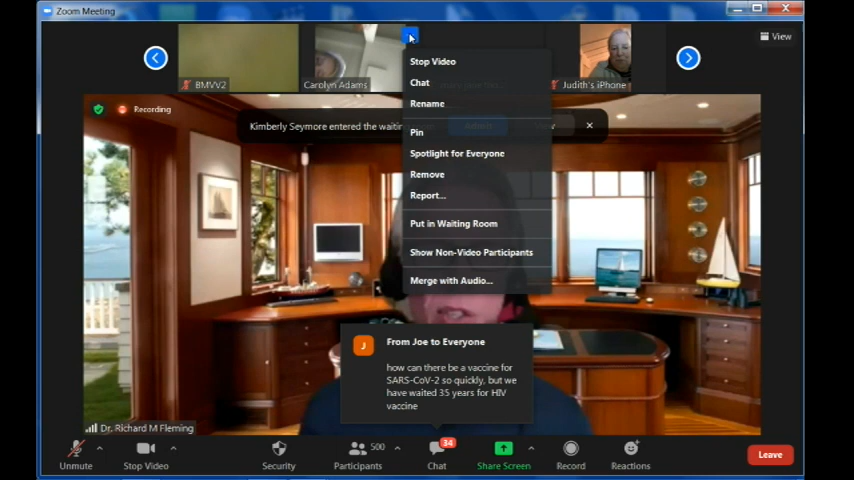 Zoom Meeting
View
BMVV2
Carolyn Adams
Judith's iPhone
Recording
Kimberly Seymore entered the waiting
Admit
View
Stop Video
Chat
Rename
Pin
Spotlight for Everyone
Remove
Report...
Put in Waiting Room
Show Non-Video Participants
Merge with Audio...
J
From Joe to Everyone
how can there be a vaccine for
SARS-CoV-2 so quickly, but we
have waited 35 years for HIV
vaccine
Dr. Richard M Fleming
Unmute
Stop Video
Security
Participants
500
Chat
34
Share Screen
Record
Reactions
Leave